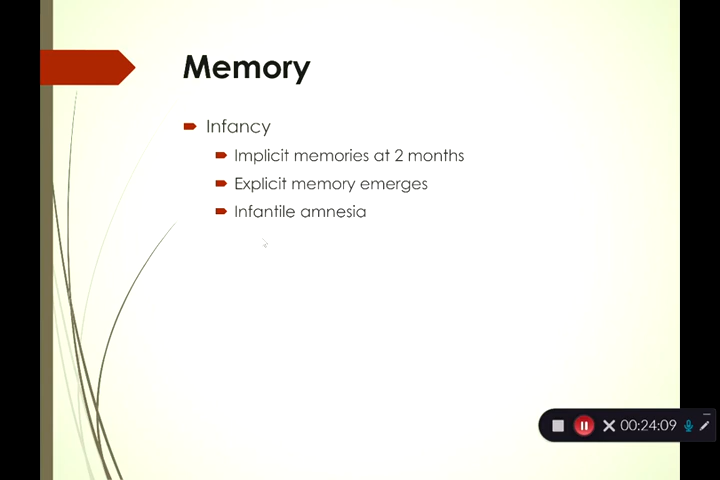 Memory
Infancy
Implicit memories at 2 months
Explicit memory emerges
Infantile amnesia
00:24:09